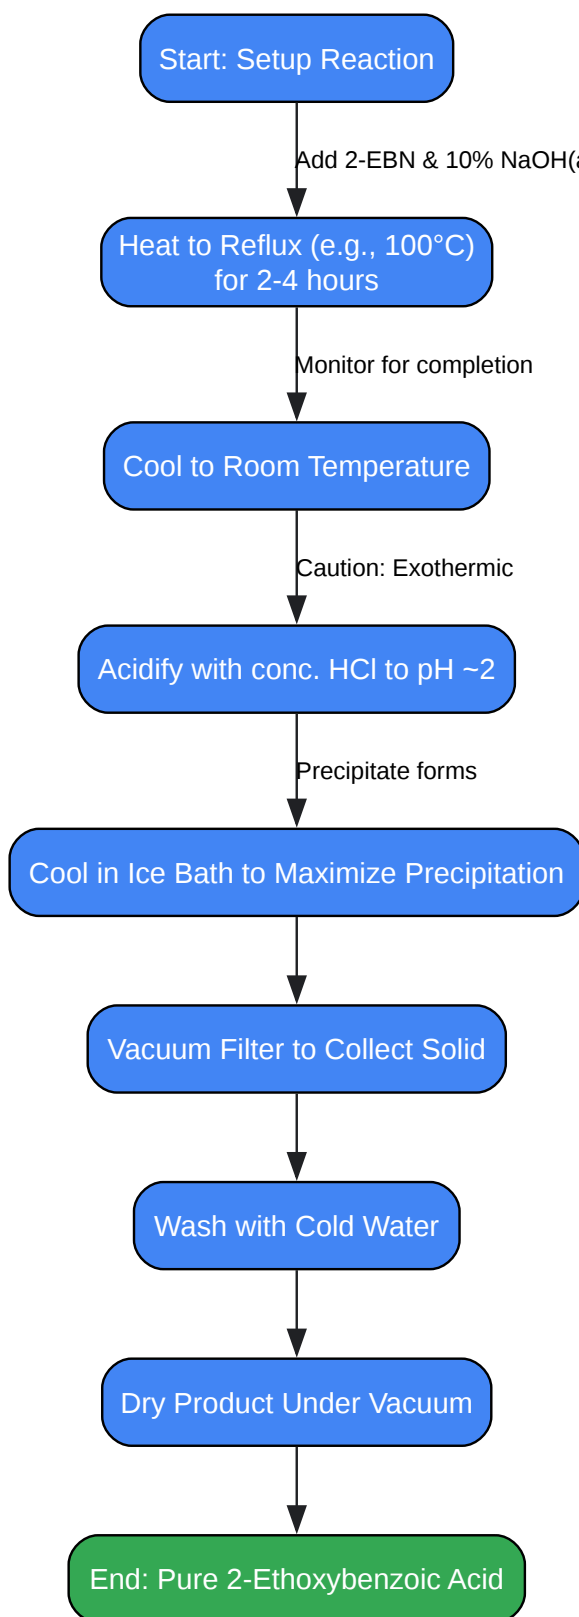 Start: Setup Reaction
Add 2-EBN & 10% NaOH(a
Heat to Reflux (e.g., 100°C)
for 2-4 hours
Monitor for completion
Cool to Room Temperature
Caution: Exothermic
Acidify with conc. HCl to pH ~2
Precipitate forms
Cool in Ice Bath to Maximize Precipitation
Vacuum Filter to Collect Solid
Wash with Cold Water
Dry Product Under Vacuum
End: Pure 2-Ethoxybenzoic Acid